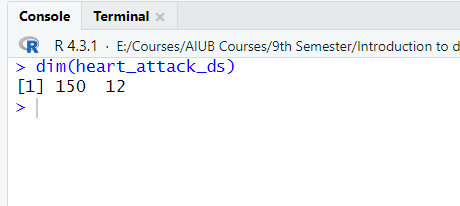 Console Terminal
R R 4.3.1 · E:/Courses/AIUB Courses/9th Semester/Introduction to d
> dim(heart_attack_ds)
[1] 150  12
>